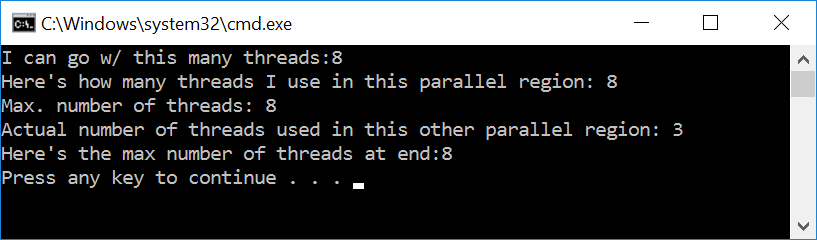 C:\Windows\system32\cmd.exe
I can go w/ this many threads:8
Here's how many threads I use in this parallel region: 8
Max. number of threads: 8
Actual number of threads used in this other parallel region: 3
Here's the max number of threads at end:8
Press any key to continue . . .